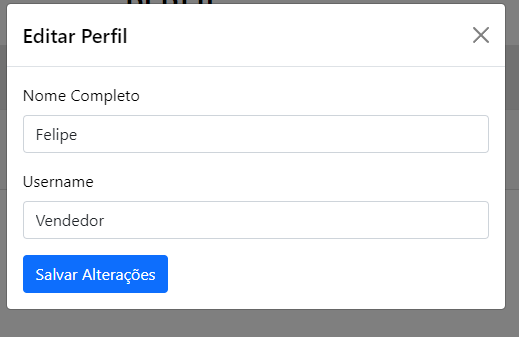 Editar Perfil
Nome Completo
Felipe
Username
Vendedor
Salvar Alterações